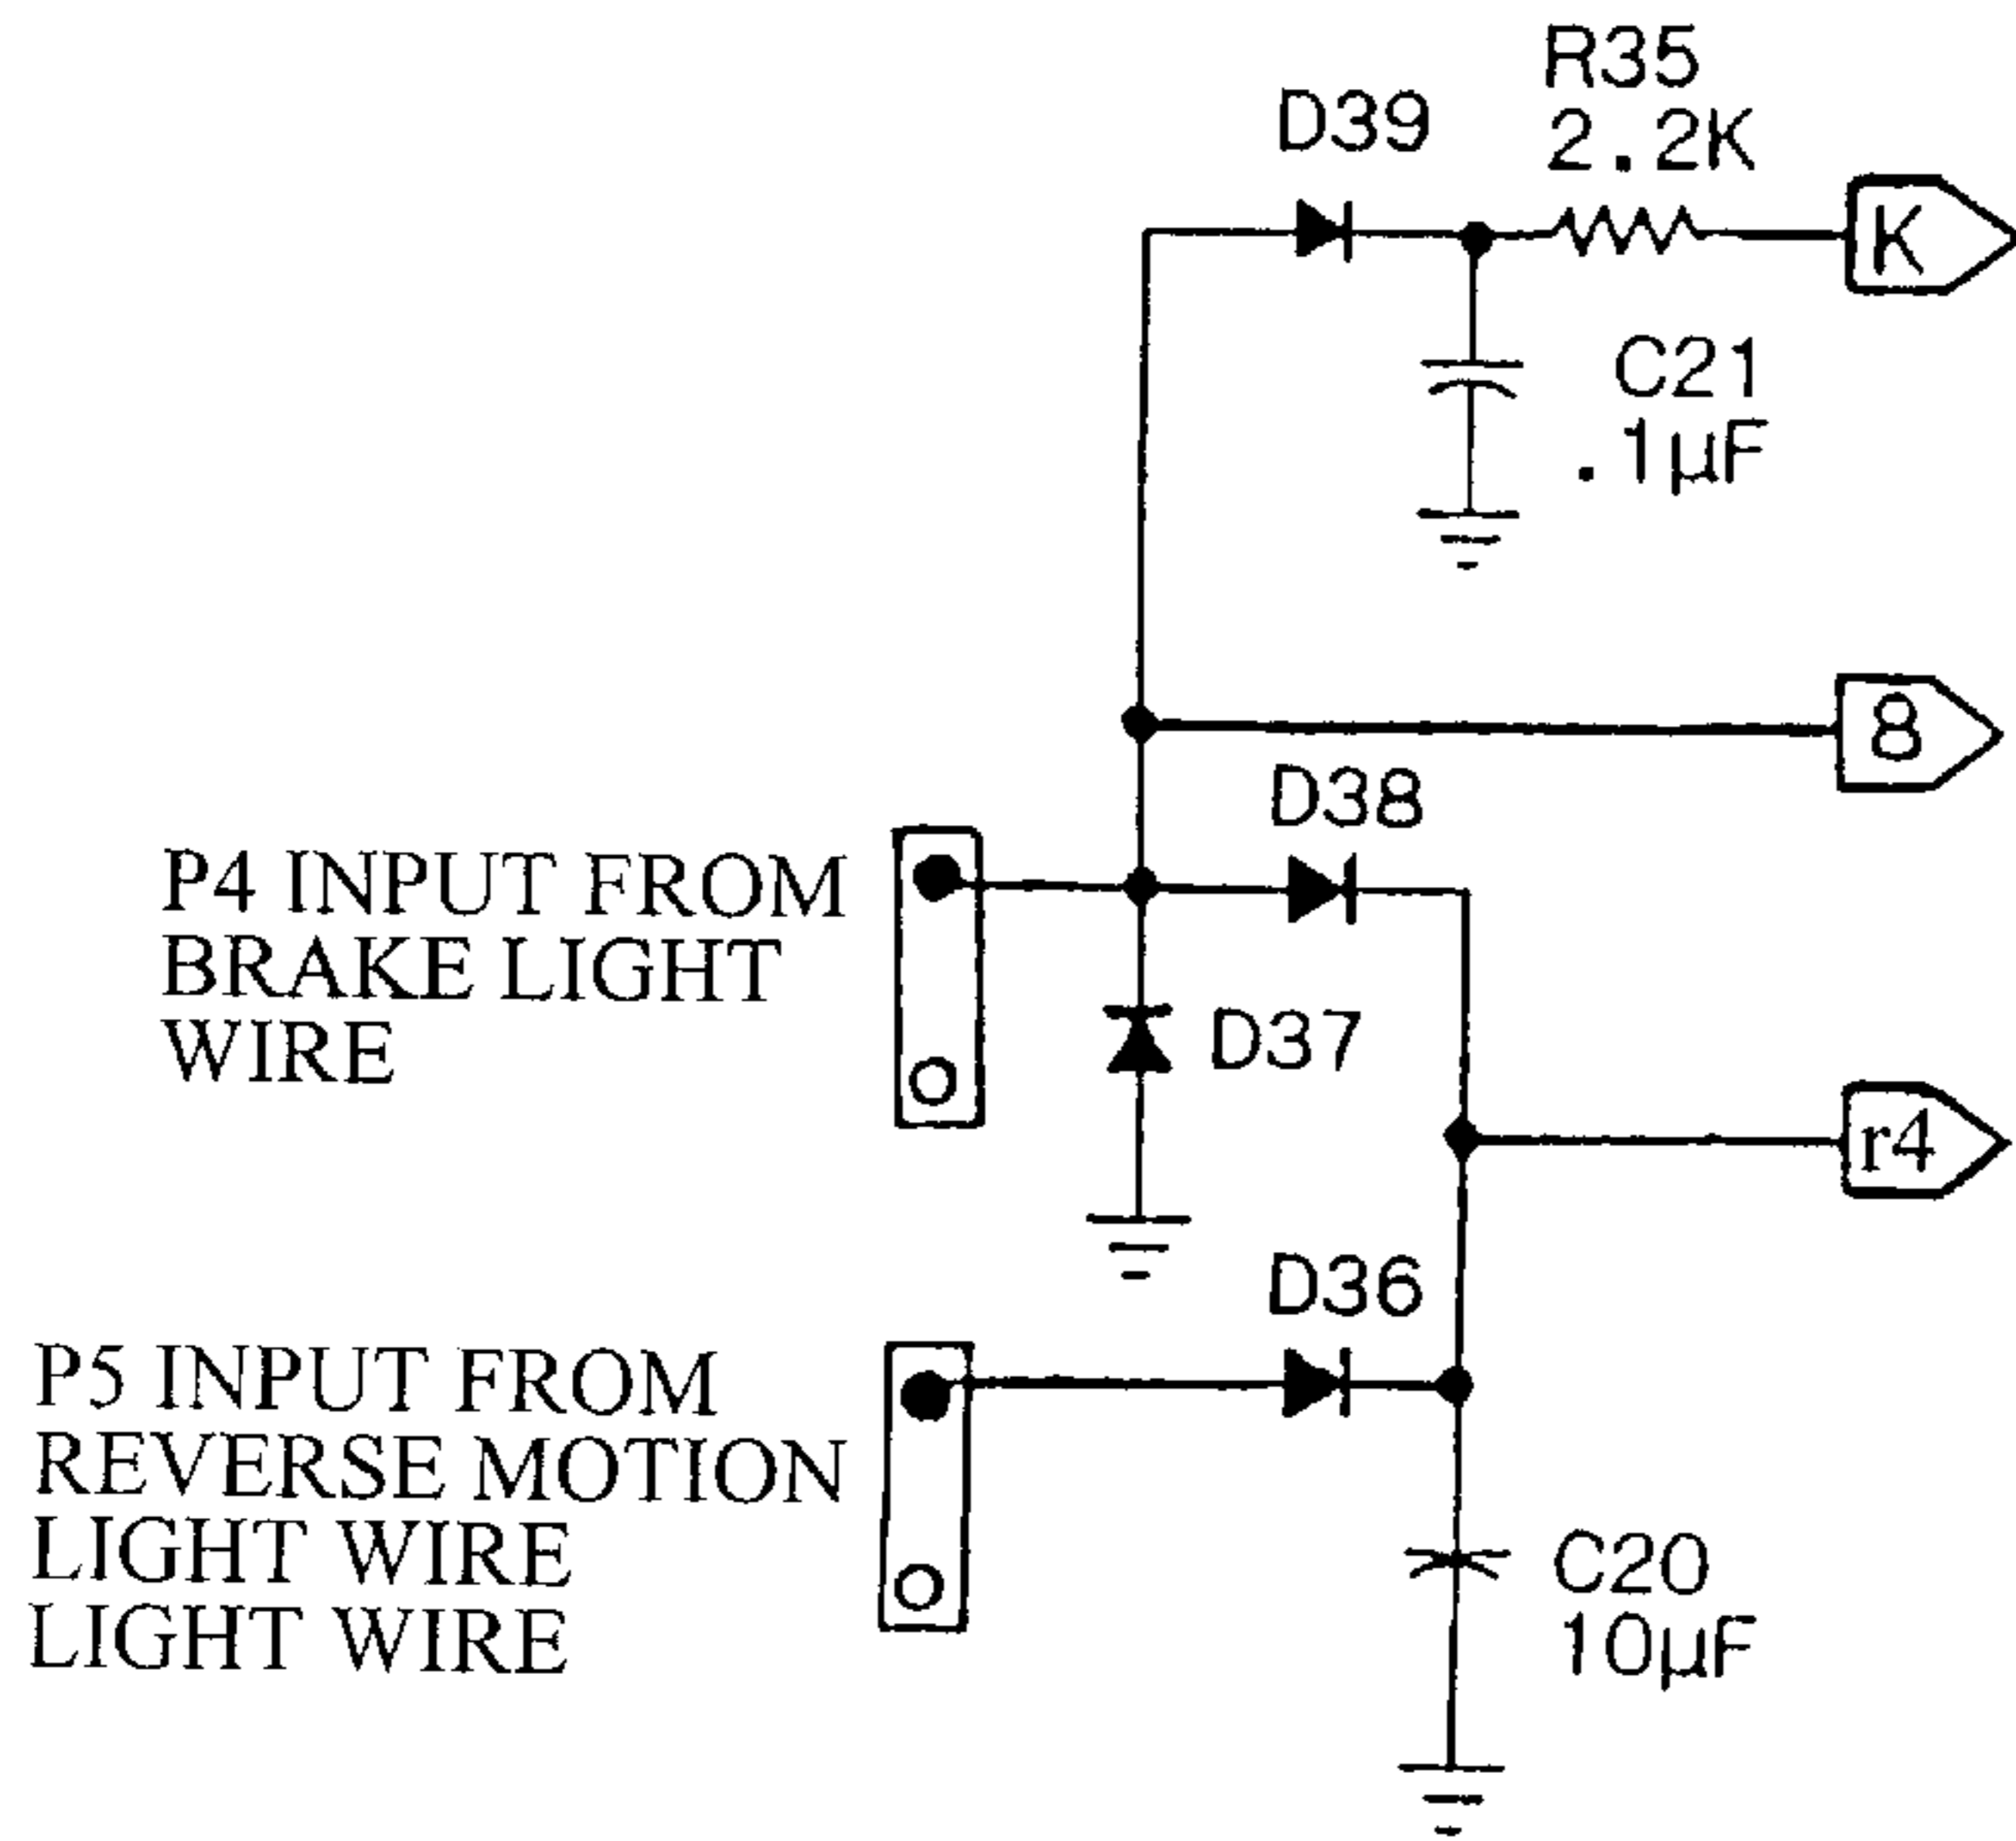 R35
2.2K
D39
K
C21
.1µF
8
D38
P4 INPUT FROM
BRAKE LIGHT
WIRE
D37
r4
D36
P5 INPUT FROM
REVERSE MOTION
LIGHT WIRE
LIGHT WIRE
C20
10µF